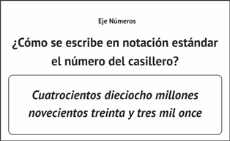 Eje Números
¿Cómo se escribe en notación estándar
el número del casillero?
Cuatrocientos dieciocho millones
novecientos treinta y tres mil once